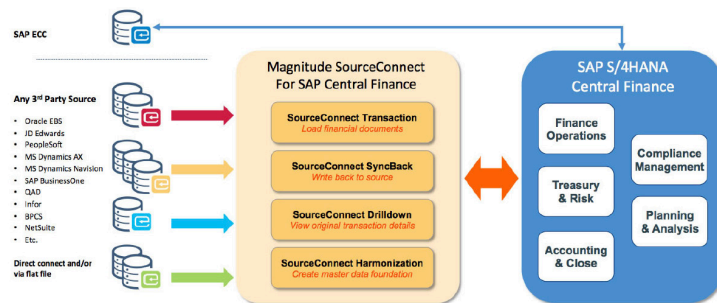 SAP ECC
Any 3rd Party Source
• Oracle EBS
• JD Edwards
• PeopleSoft
• MS Dynamics AX
• MS Dynamics Navision
• SAP BusinessOne
• QAD
• Infor
• BPCS
• NetSuite
• Etc.
Direct connect and/or
via flat file
Magnitude SourceConnect
For SAP Central Finance
SourceConnect Transaction
Load financial documents
SourceConnect SyncBack
Write back to source
SourceConnect Drilldown
View original transaction details
SourceConnect Harmonization
Create master data foundation
SAP S/4HANA
Central Finance
Finance
Operations
Treasury
& Risk
Accounting
& Close
Compliance
Management
Planning
& Analysis